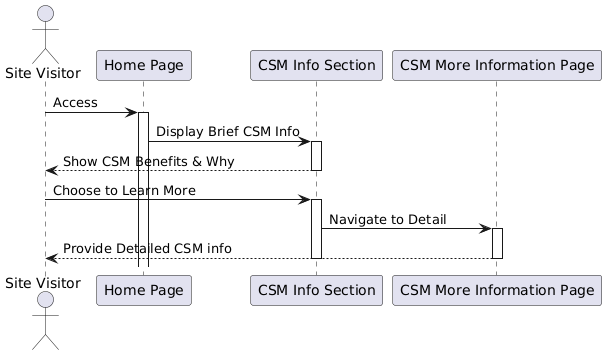 Site Visitor
Home Page
CSM Info Section
CSM More Information Page
Access
Display Brief CSM Info
Show CSM Benefits & Why
Choose to Learn More
Navigate to Detail
Provide Detailed CSM info
Site Visitor
Home Page
CSM Info Section
CSM More Information Page